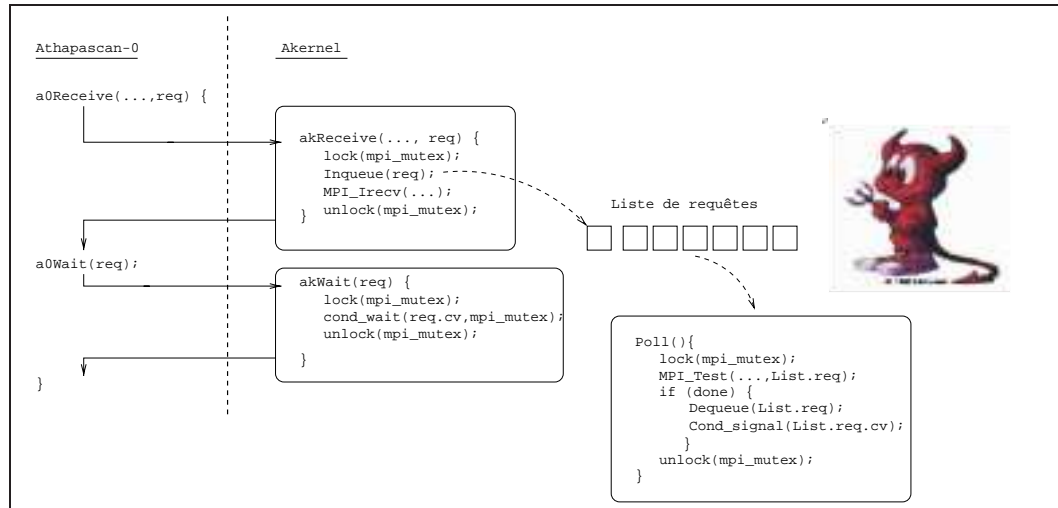 Athapascan-0
Akernel
a0Receive(...,req) {
akReceive(..., req) {
lock(mpi_mutex);
Inqueue(req);
MPI_Irecv(...);
unlock(mpi_mutex);
}
Liste de requêtes
a0Wait(req);
akWait(req) {
lock(mpi_mutex);
cond_wait(req.cv,mpi_mutex);
unlock(mpi_mutex);
}
}
Poll(){
lock(mpi_mutex);
MPI_Test(...,List.req);
if (done) {
Dequeue(List.req);
Cond_signal(List.req.cv);
}
unlock(mpi_mutex);
}